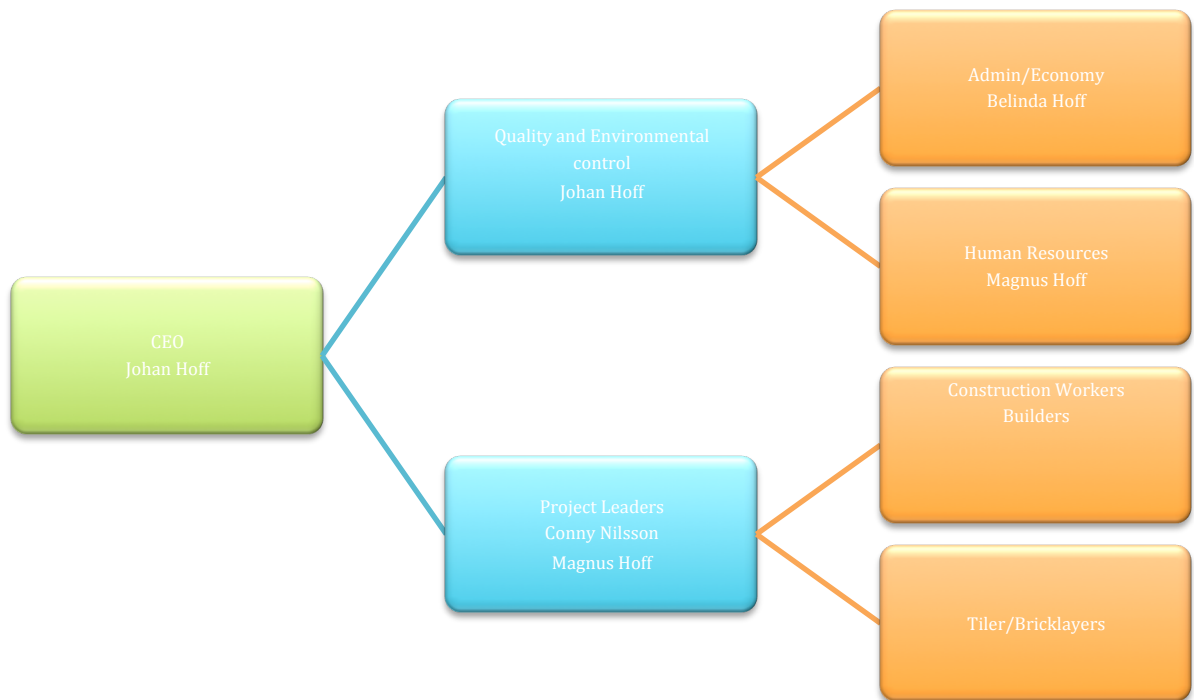 CEO
Johan Hoff
Quality and Environmental
control
Johan Hoff
Admin/Economy
Belinda Hoff
Human Resources
Magnus Hoff
Project Leaders
Conny Nilsson
Magnus Hoff
Construction Workers
Builders
Tiler/Bricklayers